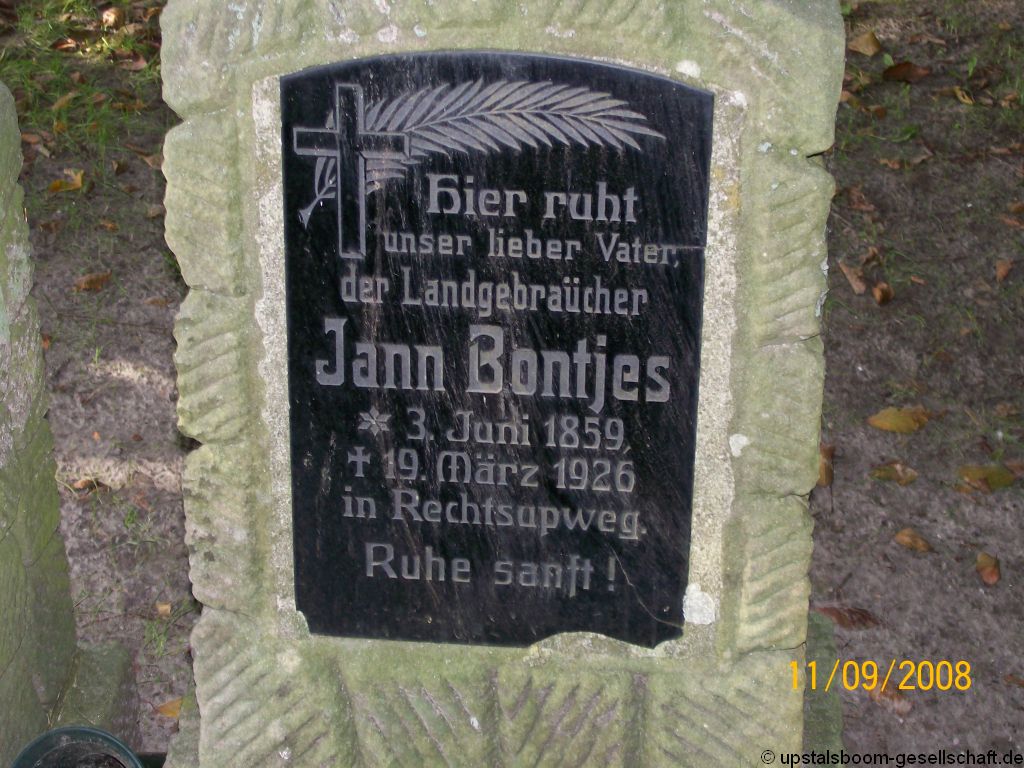 Hier ruht
unser lieber Vater,
der Landgebraücher
Jann Bontjes
* 3. Juni 1859,
† 19. März 1926
in Rechtsupweg.
Ruhe sanft!
11/09/2008
© upstalsboom-gesellschaft.de